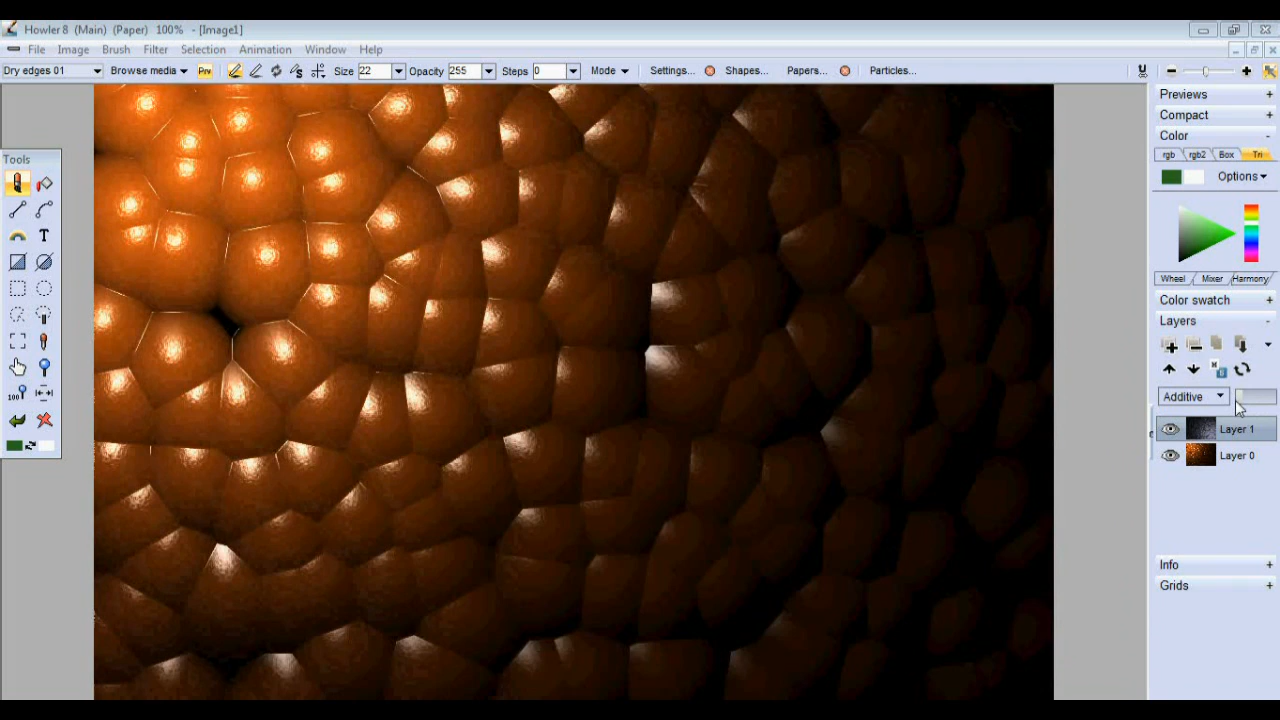 Howler 8 (Main) (Paper) 100% - [Image1]
File Image Brush Filter Selection Animation Window Help
Dry edges 01 Browse media Prv Size 22 Opacity 255 Steps 0 Mode Settings... Shapes... Papers... Particles...
Previews +
Compact +
Tools
Color -
rgb rgb2 Box Tri
Options
T
Wheel Mixer Harmony
Color swatch +
Layers -
100
Additive
Layer 1
Layer 0
Info +
Grids +